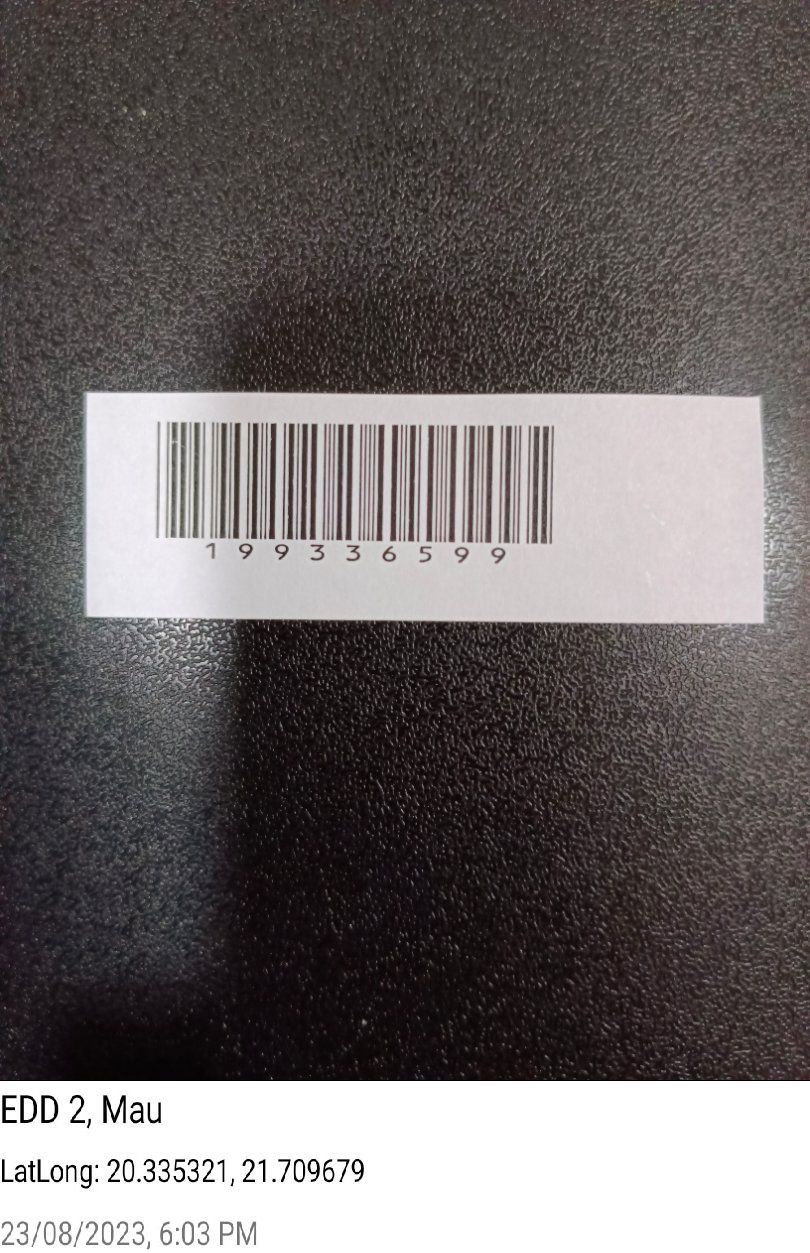 199336599
EDD 2, Mau
LatLong: 20.335321, 21.709679
23/08/2023, 6:03 PM